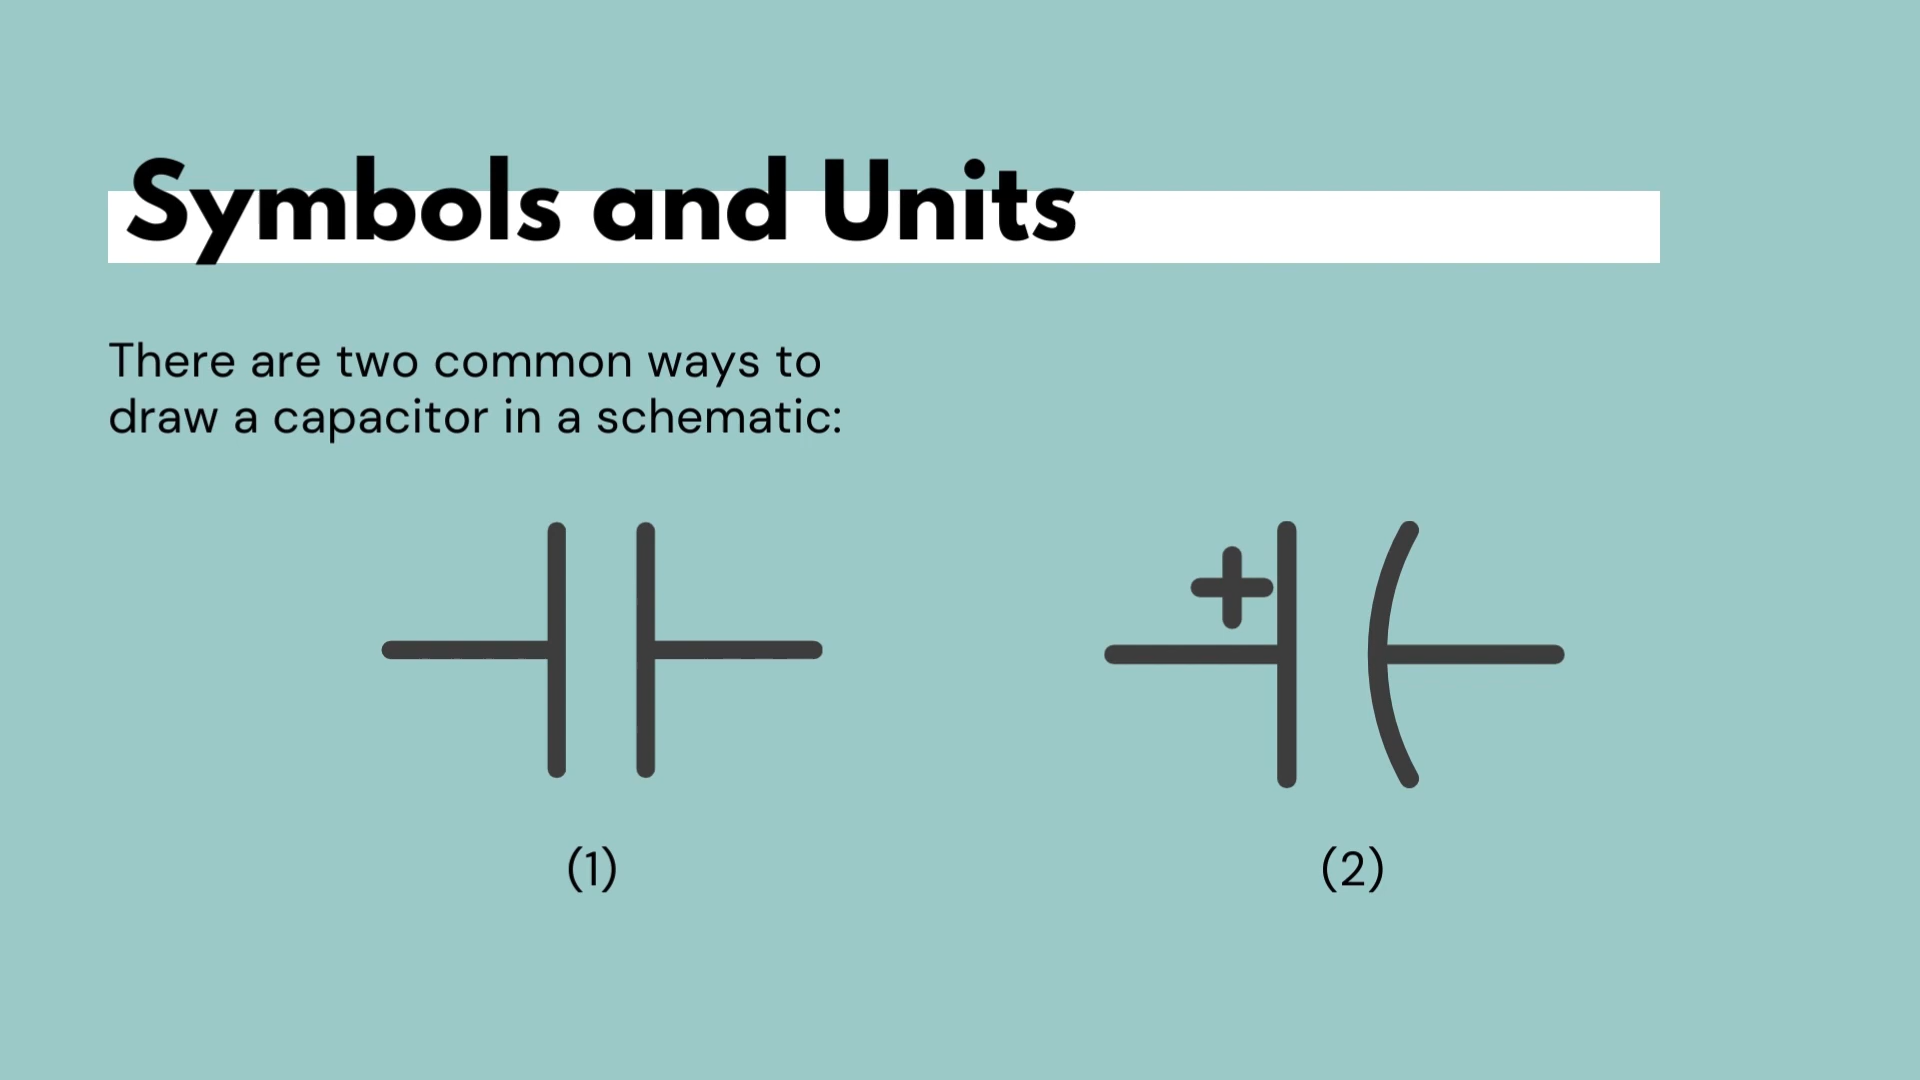 Symbols and Units
There are two common ways to
draw a capacitor in a schematic:
+
(1)
(2)